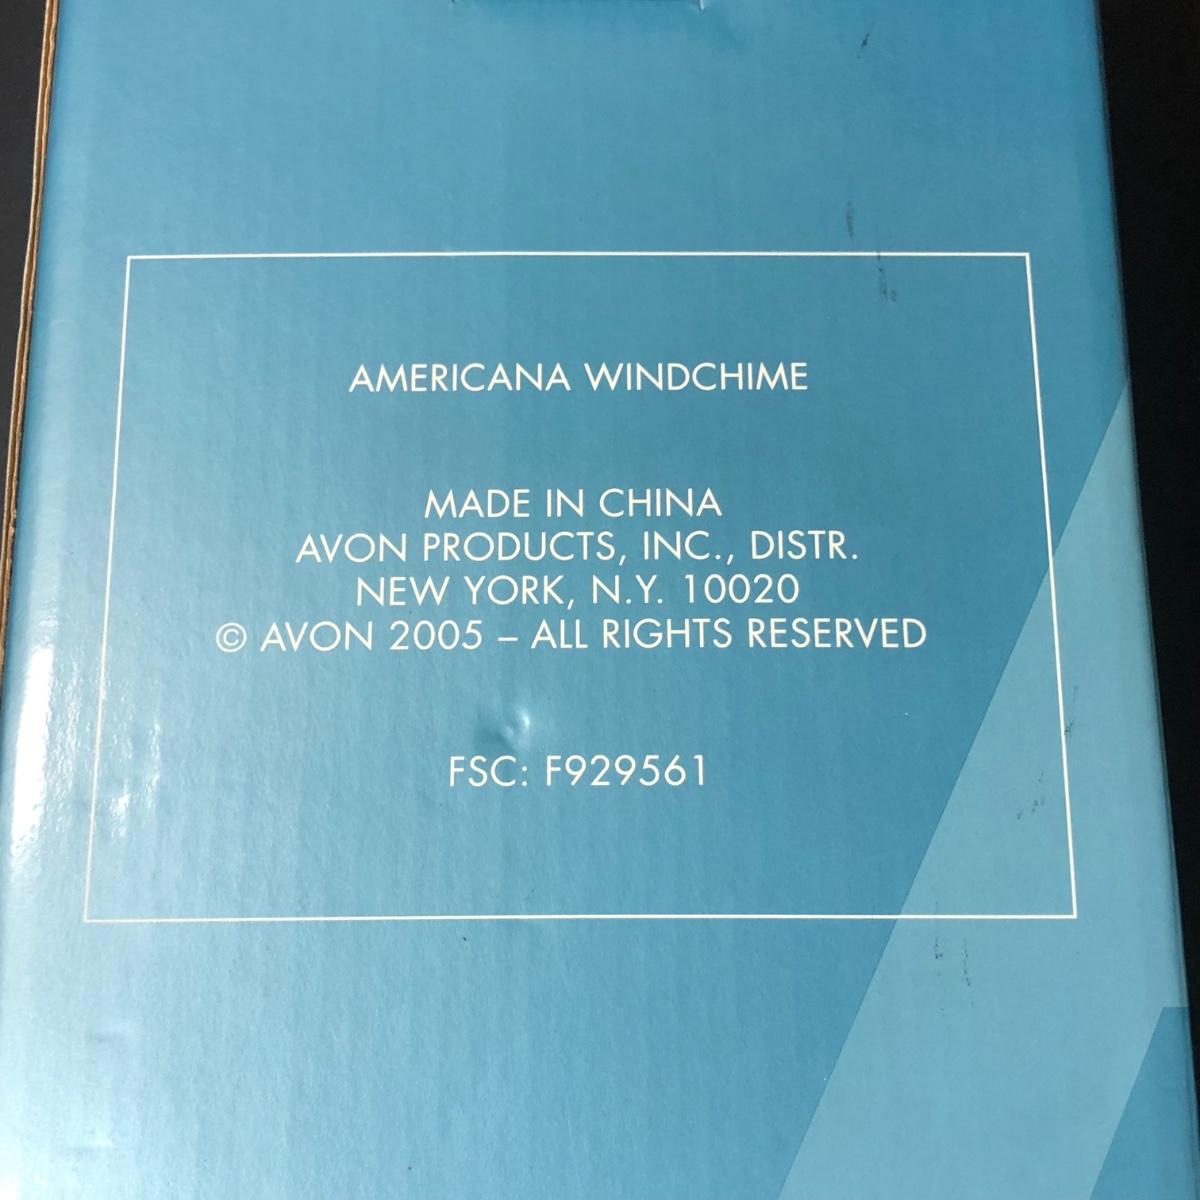 AMERICANA WINDCHIME
MADE IN CHINA
AVON PRODUCTS, INC., DISTR.
NEW YORK, N.Y. 10020
© AVON 2005 – ALL RIGHTS RESERVED
FSC: F929561